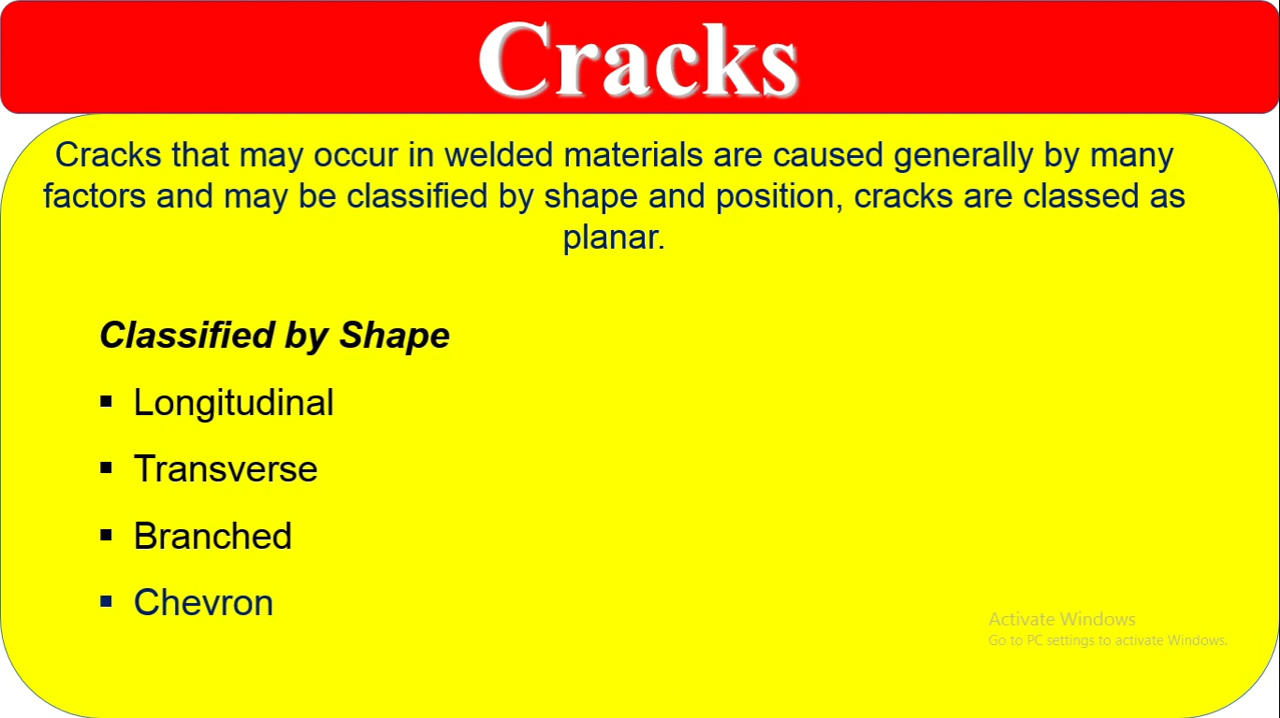 Cracks
Cracks that may occur in welded materials are caused generally by many
factors and may be classified by shape and position, cracks are classed as
planar.
Classified by Shape
▪ Longitudinal
▪ Transverse
▪ Branched
▪ Chevron
Activate Windows
Go to PC settings to activate Windows.